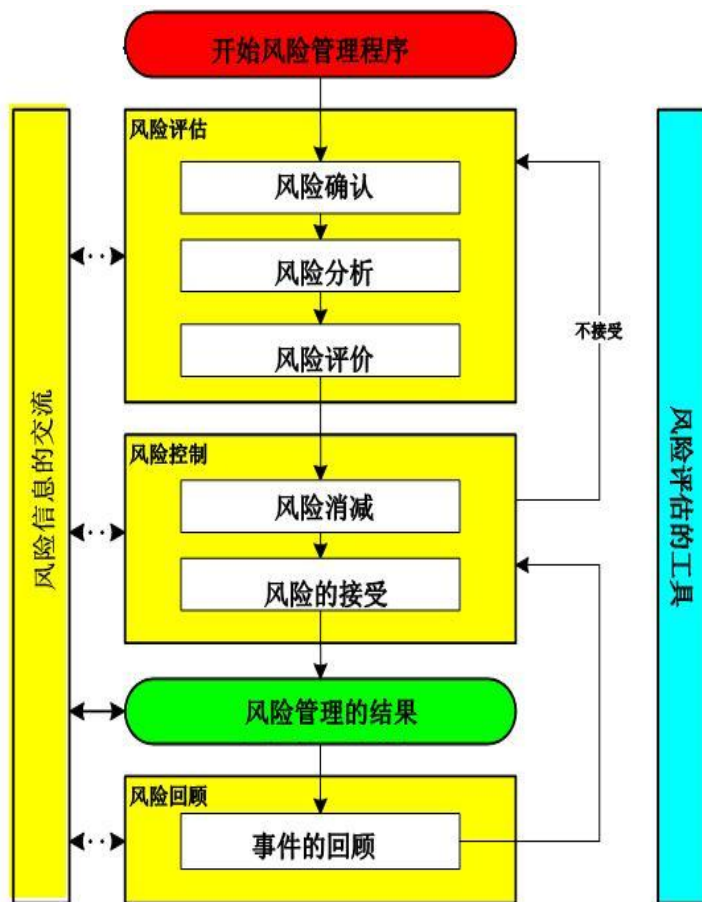 开始风险管理程序
风险评估
风险确认
风险分析
不接受
风险评价
风险信息的交流
风险评估的工具
风险控制
风险消减
风险的接受
风险管理的结果
风险回顾
事件的回顾